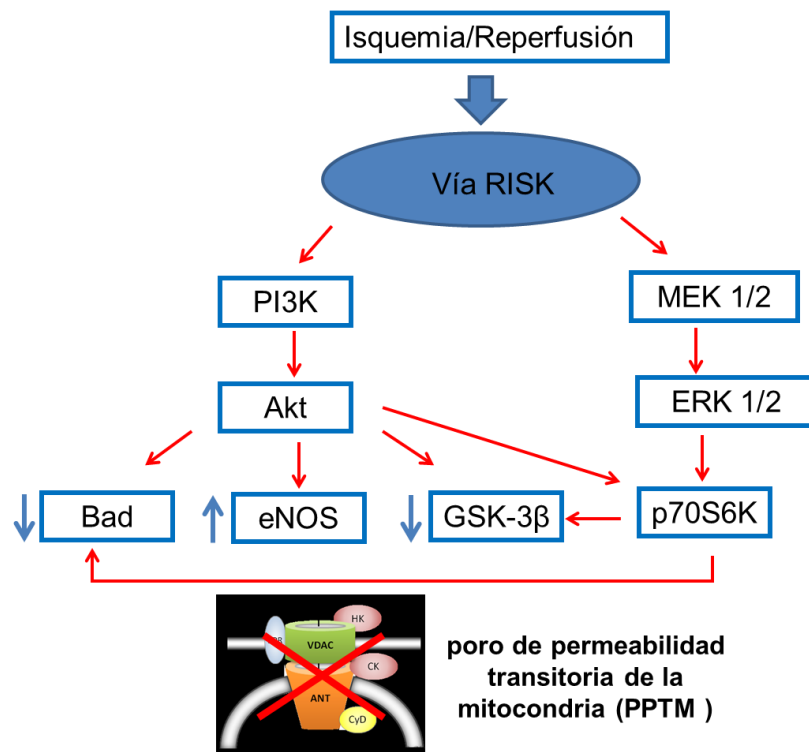 Isquemia/Reperfusión
Vía RISK
PI3K
MEK 1/2
Akt
ERK 1/2
Bad
eNOS
GSK-3β
p70S6K
HK
VDAC
CK
ANT
CyD
poro de permeabilidad
transitoria de la
mitocondria (PPTM )